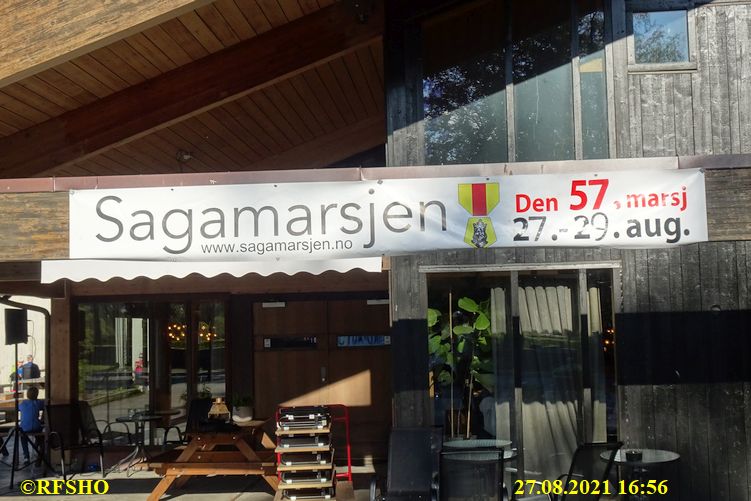 Sagamarsjen
www.sagamarsjen.no
Den 57. marsj
27.-29. aug.
©RFSHO
27.08.2021 16:56